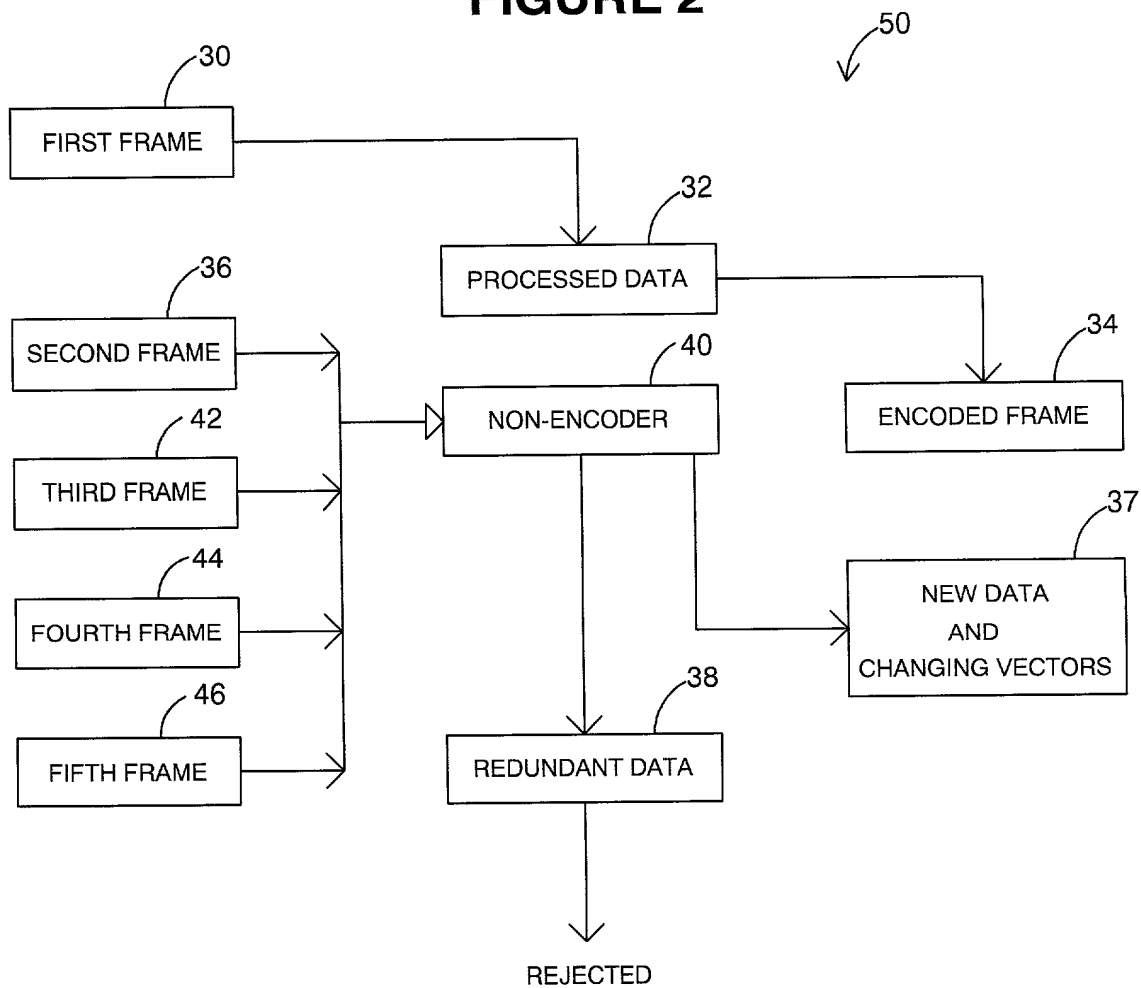 FIGURE 2
50
30
FIRST FRAME
32
PROCESSED DATA
36
SECOND FRAME
34
ENCODED FRAME
40
NON-ENCODER
42
THIRD FRAME
37
NEW DATA
AND
CHANGING VECTORS
44
FOURTH FRAME
46
FIFTH FRAME
38
REDUNDANT DATA
REJECTED